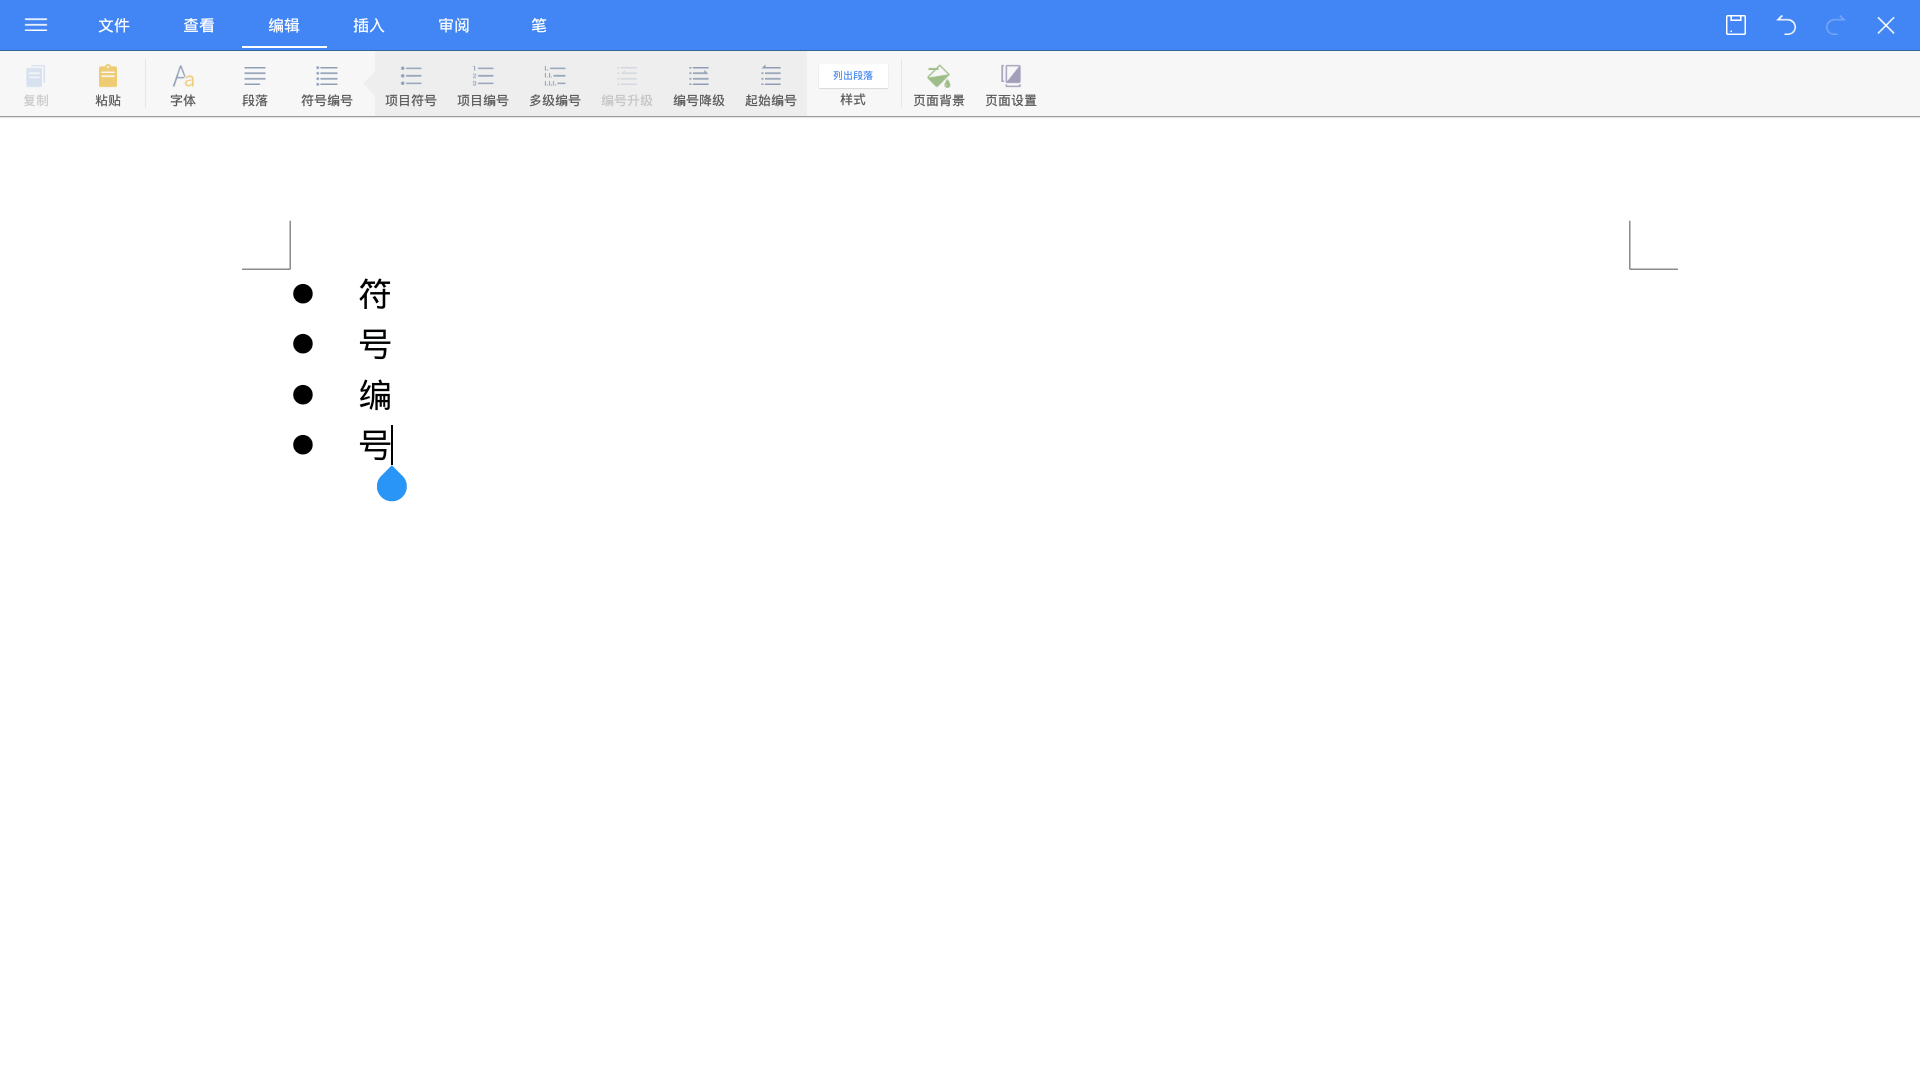 文件 查看 编辑 插入 审阅 笔
复制 粘贴 字体 段落 符号编号 项目符号 项目编号 多级编号 编号升级 编号降级 起始编号 列出段落 样式 页面背景 页面设置
● 符
● 号
● 编
● 号